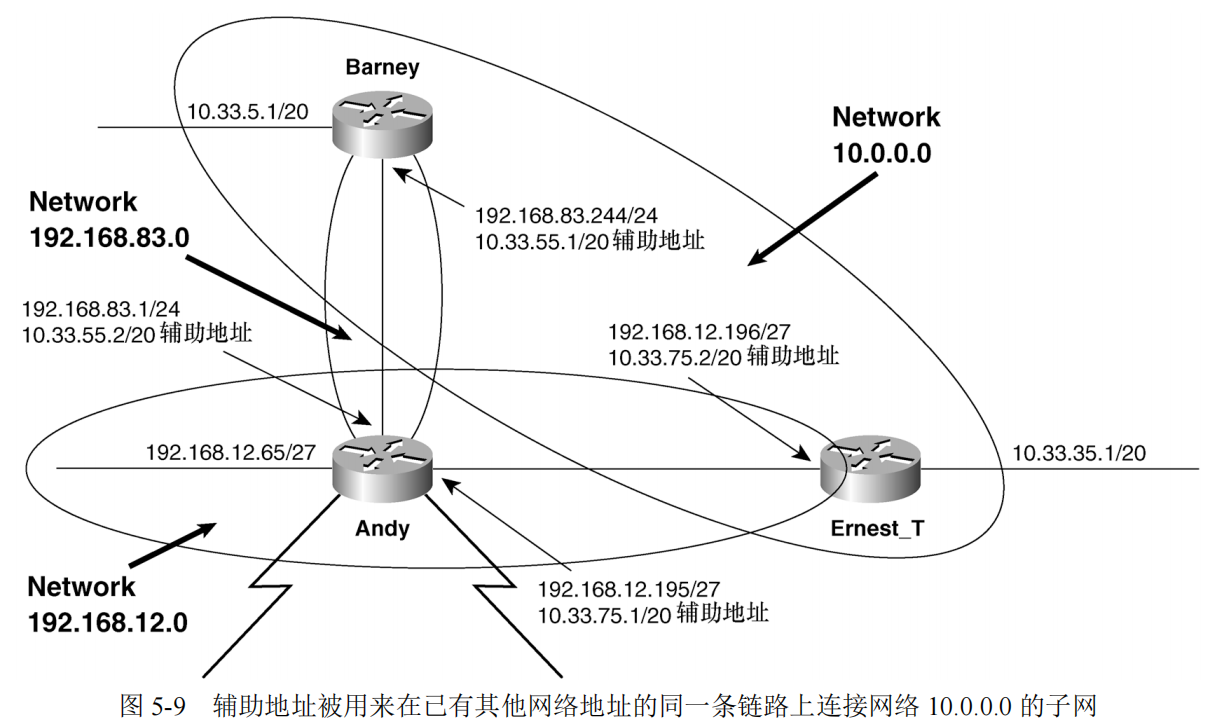 Barney
10.33.5.1/20
Network
10.0.0.0
Network
192.168.83.0
192.168.83.244/24
10.33.55.1/20 辅助地址
192.168.83.1/24
10.33.55.2/20 辅助地址
192.168.12.196/27
10.33.75.2/20 辅助地址
192.168.12.65/27
10.33.35.1/20
Andy
Ernest_T
Network
192.168.12.0
192.168.12.195/27
10.33.75.1/20 辅助地址
图 5-9 辅助地址被用来在已有其他网络地址的同一条链路上连接网络 10.0.0.0 的子网